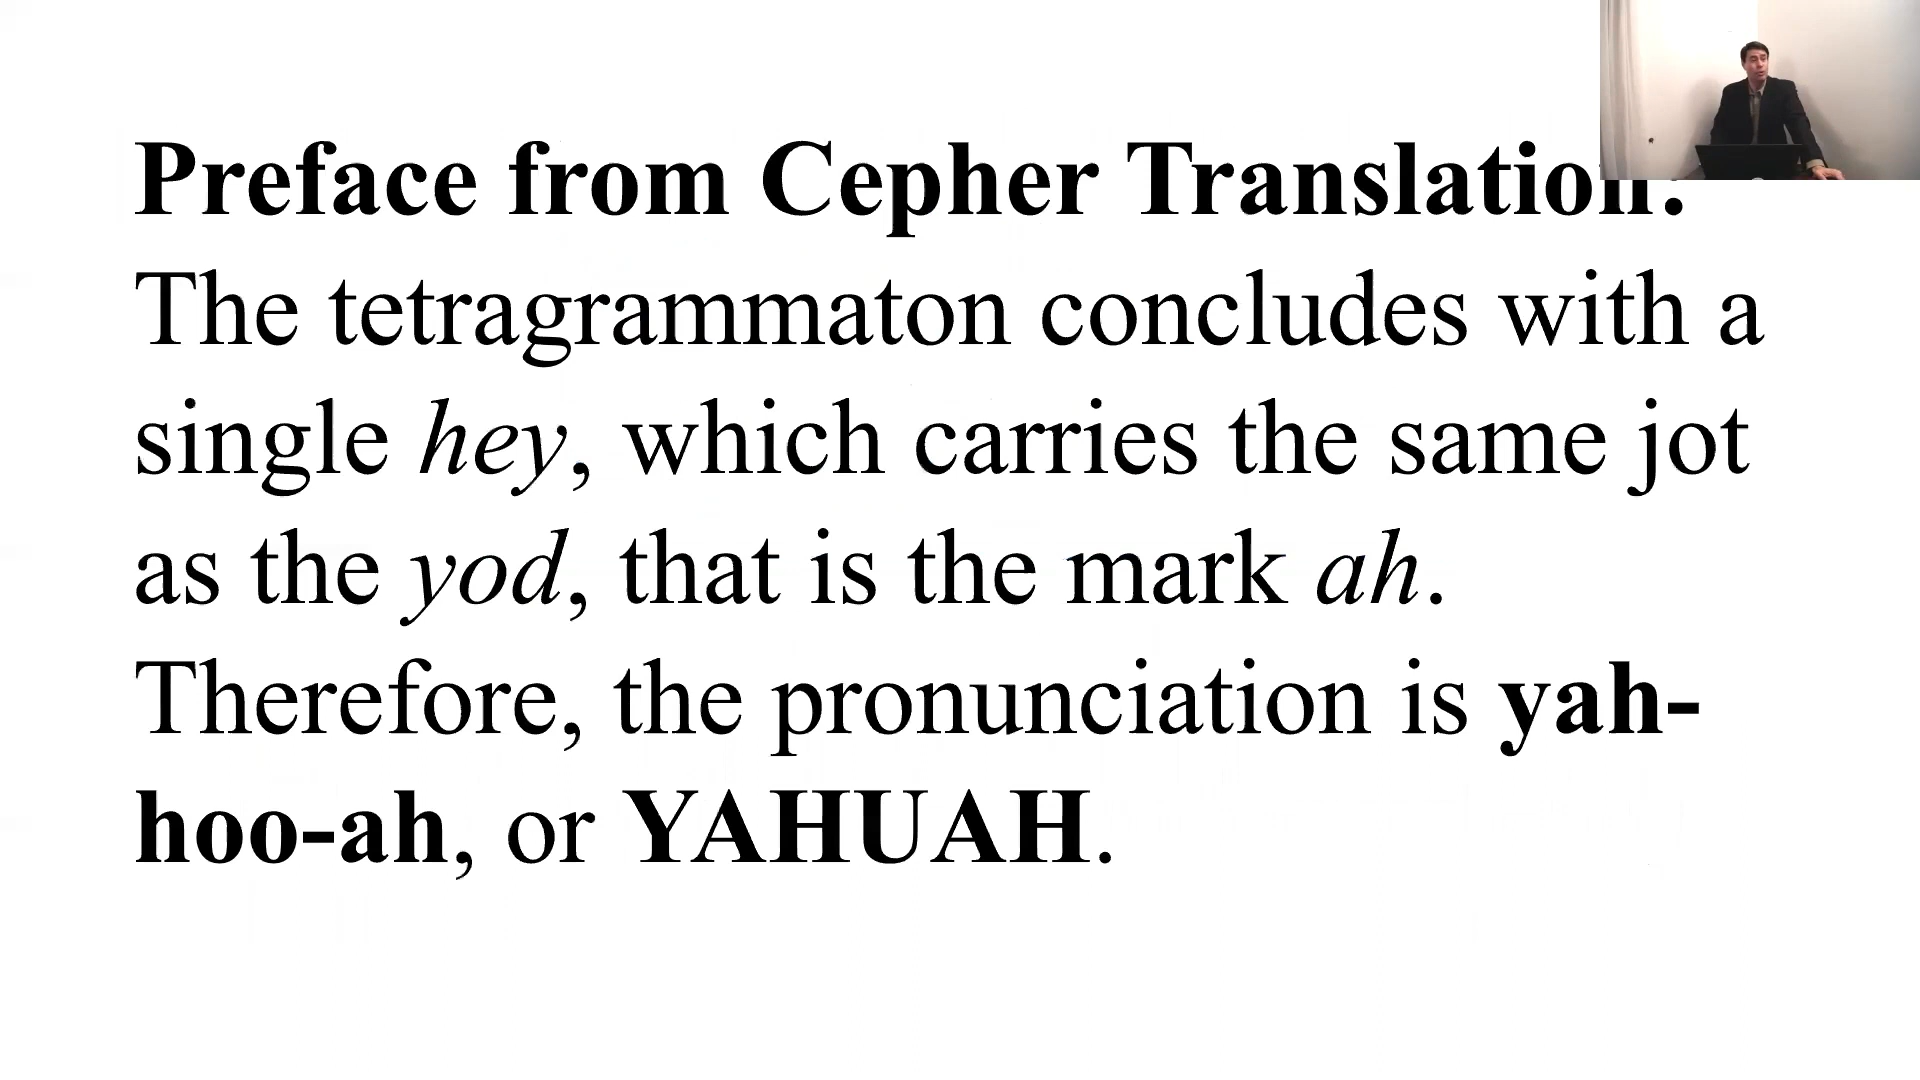 Preface from Cepher Translation:
The tetragrammaton concludes with a
single hey, which carries the same jot
as the yod, that is the mark ah.
Therefore, the pronunciation is yah-
hoo-ah, or YAHUAH.